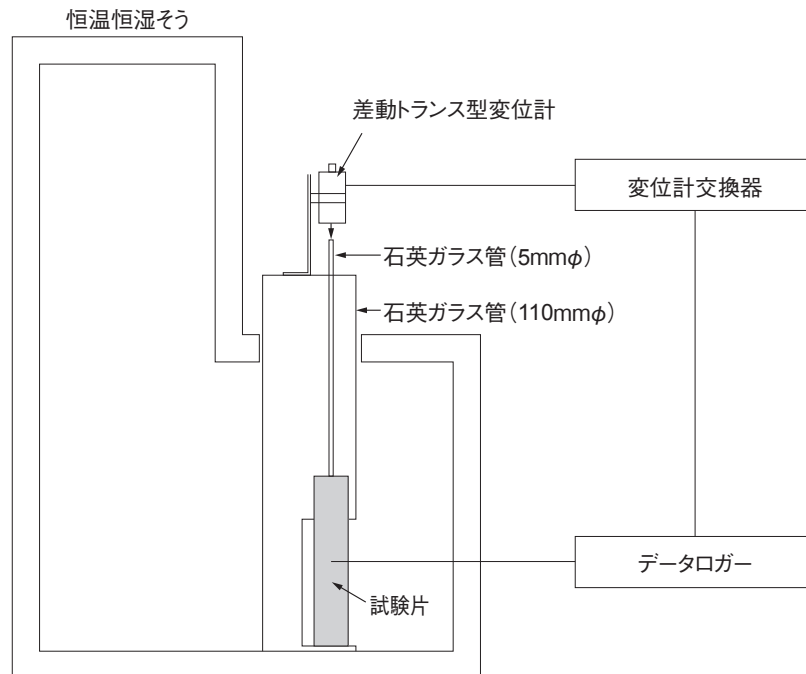 恒温恒湿そう
差動トランス型変位計
変位計交換器
石英ガラス管（5mmφ）
石英ガラス管（110mmφ）
データロガー
試験片